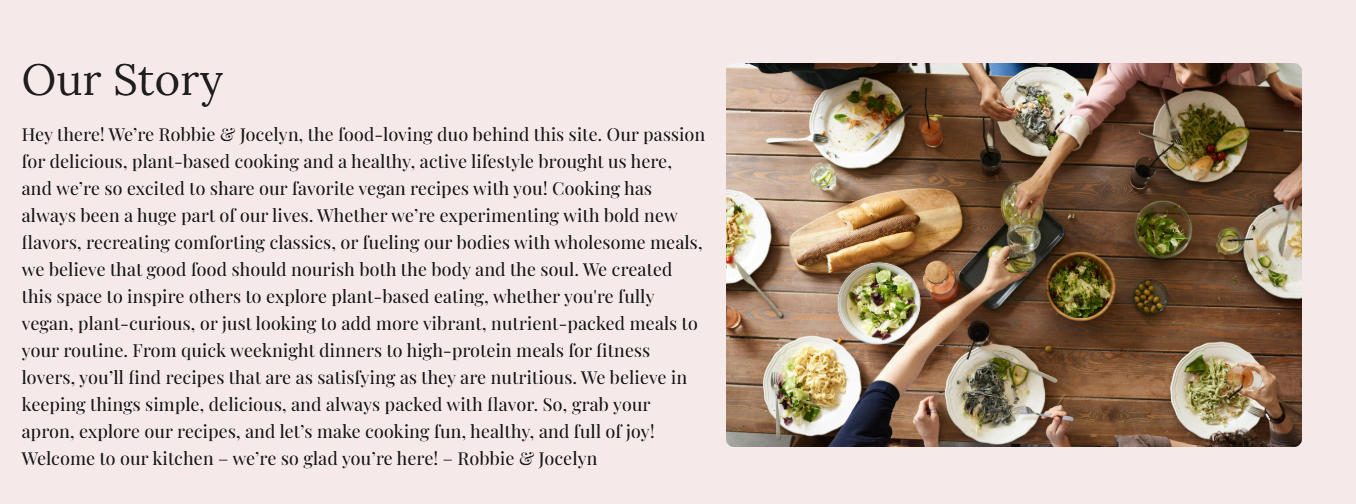 Our Story
Hey there! We’re Robbie & Jocelyn, the food-loving duo behind this site. Our passion
for delicious, plant-based cooking and a healthy, active lifestyle brought us here,
and we’re so excited to share our favorite vegan recipes with you! Cooking has
always been a huge part of our lives. Whether we’re experimenting with bold new
flavors, recreating comforting classics, or fueling our bodies with wholesome meals,
we believe that good food should nourish both the body and the soul. We created
this space to inspire others to explore plant-based eating, whether you're fully
vegan, plant-curious, or just looking to add more vibrant, nutrient-packed meals to
your routine. From quick weeknight dinners to high-protein meals for fitness
lovers, you’ll find recipes that are as satisfying as they are nutritious. We believe in
keeping things simple, delicious, and always packed with flavor. So, grab your
apron, explore our recipes, and let’s make cooking fun, healthy, and full of joy!
Welcome to our kitchen – we’re so glad you’re here! – Robbie & Jocelyn